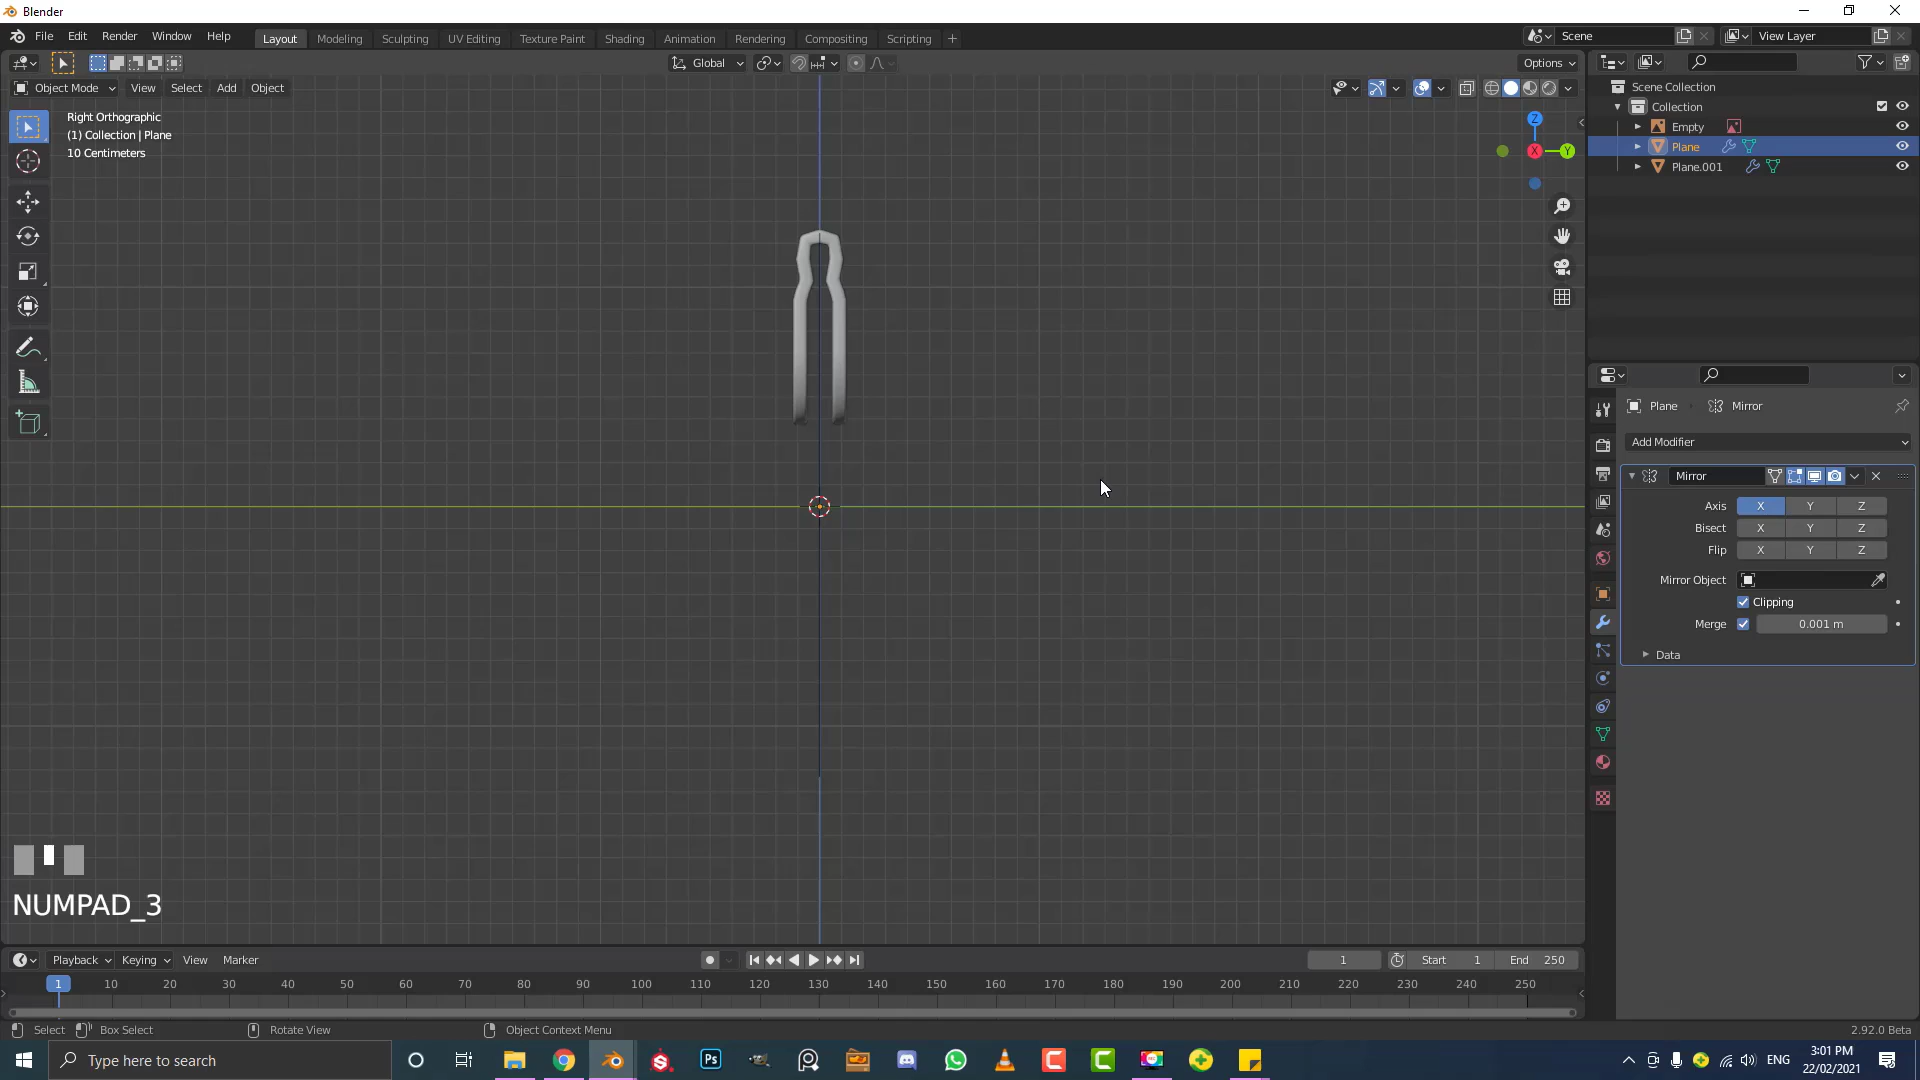 Blender
File Edit Render Window Help
Layout Modeling Sculpting UV Editing Texture Paint Shading Animation Rendering Compositing Scripting +
Scene
View Layer
Global
Options
Object Mode View Select Add Object
Right Orthographic
(1) Collection | Plane
10 Centimeters
Z
X
Y
Scene Collection
Collection
Empty
Plane
Plane.001
Plane Mirror
Add Modifier
Mirror
Axis X Y Z
Bisect X Y Z
Flip X Y Z
Mirror Object
Clipping
Merge 0.001 m
Data
NUMPAD_3
Playback Keying View Marker
1 Start 1 End 250
1 10 20 30 40 50 60 70 80 90 100 110 120 130 140 150 160 170 180 190 200 210 220 230 240 250
Select Box Select Rotate View Object Context Menu
2.92.0 Beta
Type here to search
Ps
ENG
3:01 PM
22/02/2021